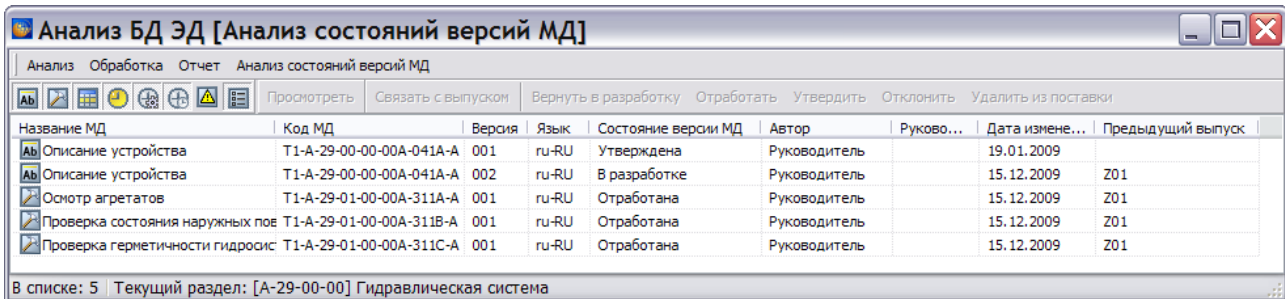 Анализ БД ЭД [Анализ состояний версий МД]
Анализ Обработка Отчет Анализ состояний версий МД
Ab Просмотреть Связать с выпуском Вернуть в разработку Отработать Утвердить Отклонить Удалить из поставки
Название МД Код МД Версия Язык Состояние версии МД Автор Руково... Дата измене... Предыдущий выпуск
Ab Описание устройства T1-A-29-00-00-00A-041A-A 001 ru-RU Утверждена Руководитель 19.01.2009
Ab Описание устройства T1-A-29-00-00-00A-041A-A 002 ru-RU В разработке Руководитель 15.12.2009 Z01
Осмотр агретатов T1-A-29-01-00-00A-311A-A 001 ru-RU Отработана Руководитель 15.12.2009 Z01
Проверка состояния наружных пов T1-A-29-01-00-00A-311B-A 001 ru-RU Отработана Руководитель 15.12.2009 Z01
Проверка герметичности гидросис T1-A-29-01-00-00A-311C-A 001 ru-RU Отработана Руководитель 15.12.2009 Z01
В списке: 5 Текущий раздел: [A-29-00-00] Гидравлическая система